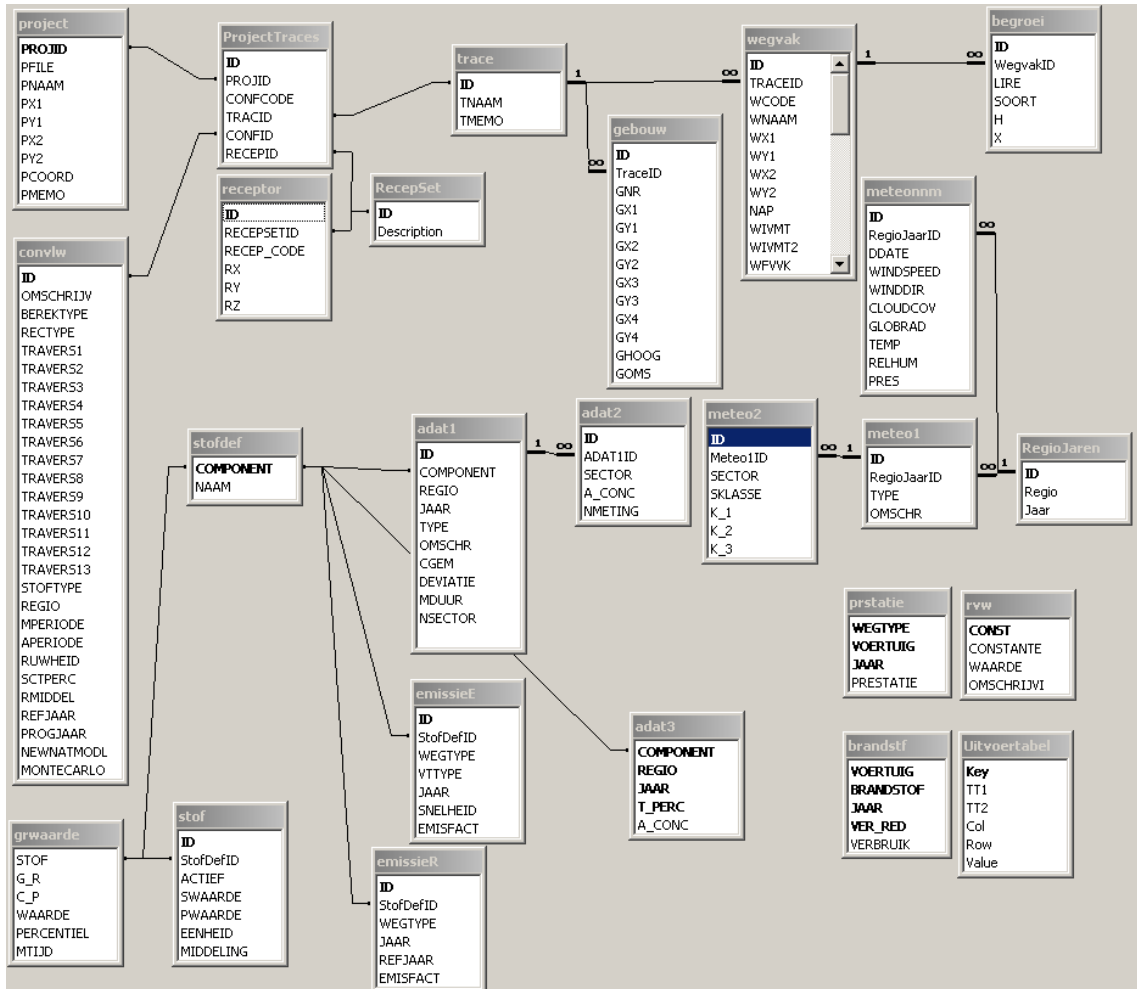 project
PROJID
PFILE
PNAAM
PX1
PY1
PX2
PY2
PCOORD
PMEMO
ProjectTraces
ID
PROJID
CONFCODE
TRACID
CONFID
RECEPID
trace
ID
TNAAM
TMEMO
1
∞
∞
wegvak
ID
TRACEID
WCODE
WNAAM
WX1
WY1
WX2
WY2
NAP
WIVMT
WIVMT2
WFVVK
1
∞
begroei
ID
WegvakID
LIRE
SOORT
H
X
gebouw
ID
TraceID
GNR
GX1
GY1
GX2
GY2
GX3
GY3
GX4
GY4
GHOOG
GOMS
receptor
ID
RECEPSETID
RECEP_CODE
RX
RY
RZ
RecepSet
ID
Description
meteonnm
ID
RegioJaarID
DDATE
WINDSPEED
WINDDIR
CLOUDCOV
GLOBRAD
TEMP
RELHUM
PRES
∞
convlw
ID
OMSCHRIJV
BEREKTYPE
RECTYPE
TRAVERS1
TRAVERS2
TRAVERS3
TRAVERS4
TRAVERS5
TRAVERS6
TRAVERS7
TRAVERS8
TRAVERS9
TRAVERS10
TRAVERS11
TRAVERS12
TRAVERS13
STOFTYPE
REGIO
MPERIODE
APERIODE
RUWHEID
SCTPERC
RMIDDEL
REFJAAR
PROGJAAR
NEWNATMODL
MONTECARLO
stofdef
COMPONENT
NAAM
adat1
ID
COMPONENT
REGIO
JAAR
TYPE
OMSCHR
CGEM
DEVIATIE
MDUUR
NSECTOR
1
∞
adat2
ID
ADAT1ID
SECTOR
A_CONC
NMETING
meteo2
ID
Meteo1ID
SECTOR
SKLASSE
K_1
K_2
K_3
∞
1
meteo1
ID
RegioJaarID
TYPE
OMSCHR
∞
1
RegioJaren
ID
Regio
Jaar
prstatie
WEGTYPE
VOERTUIG
JAAR
PRESTATIE
rvw
CONST
CONSTANTE
WAARDE
OMSCHRIJVI
emissieE
ID
StofDefID
WEGTYPE
VTTYPE
JAAR
SNELHEID
EMISFACT
adat3
COMPONENT
REGIO
JAAR
T_PERC
A_CONC
brandstf
VOERTUIG
BRANDSTOF
JAAR
VER_RED
VERBRUIK
Uitvoertabel
Key
TT1
TT2
Col
Row
Value
grwaarde
STOF
G_R
C_P
WAARDE
PERCENTIEL
MTIJD
stof
ID
StofDefID
ACTIEF
SWAARDE
PWAARDE
EENHEID
MIDDELING
emissieR
ID
StofDefID
WEGTYPE
JAAR
REFJAAR
EMISFACT